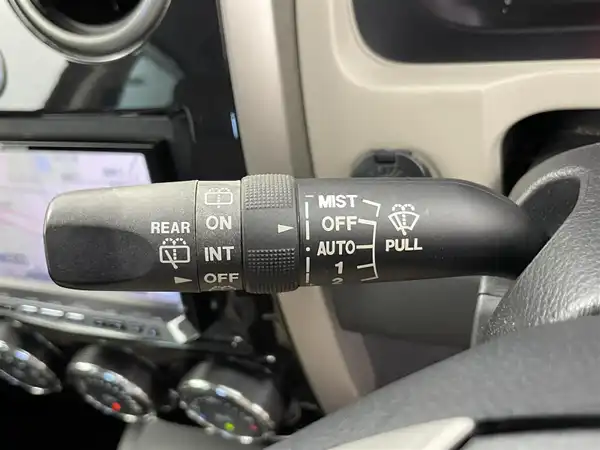 REAR
ON
INT
OFF
MIST
OFF
AUTO
1
2
PULL